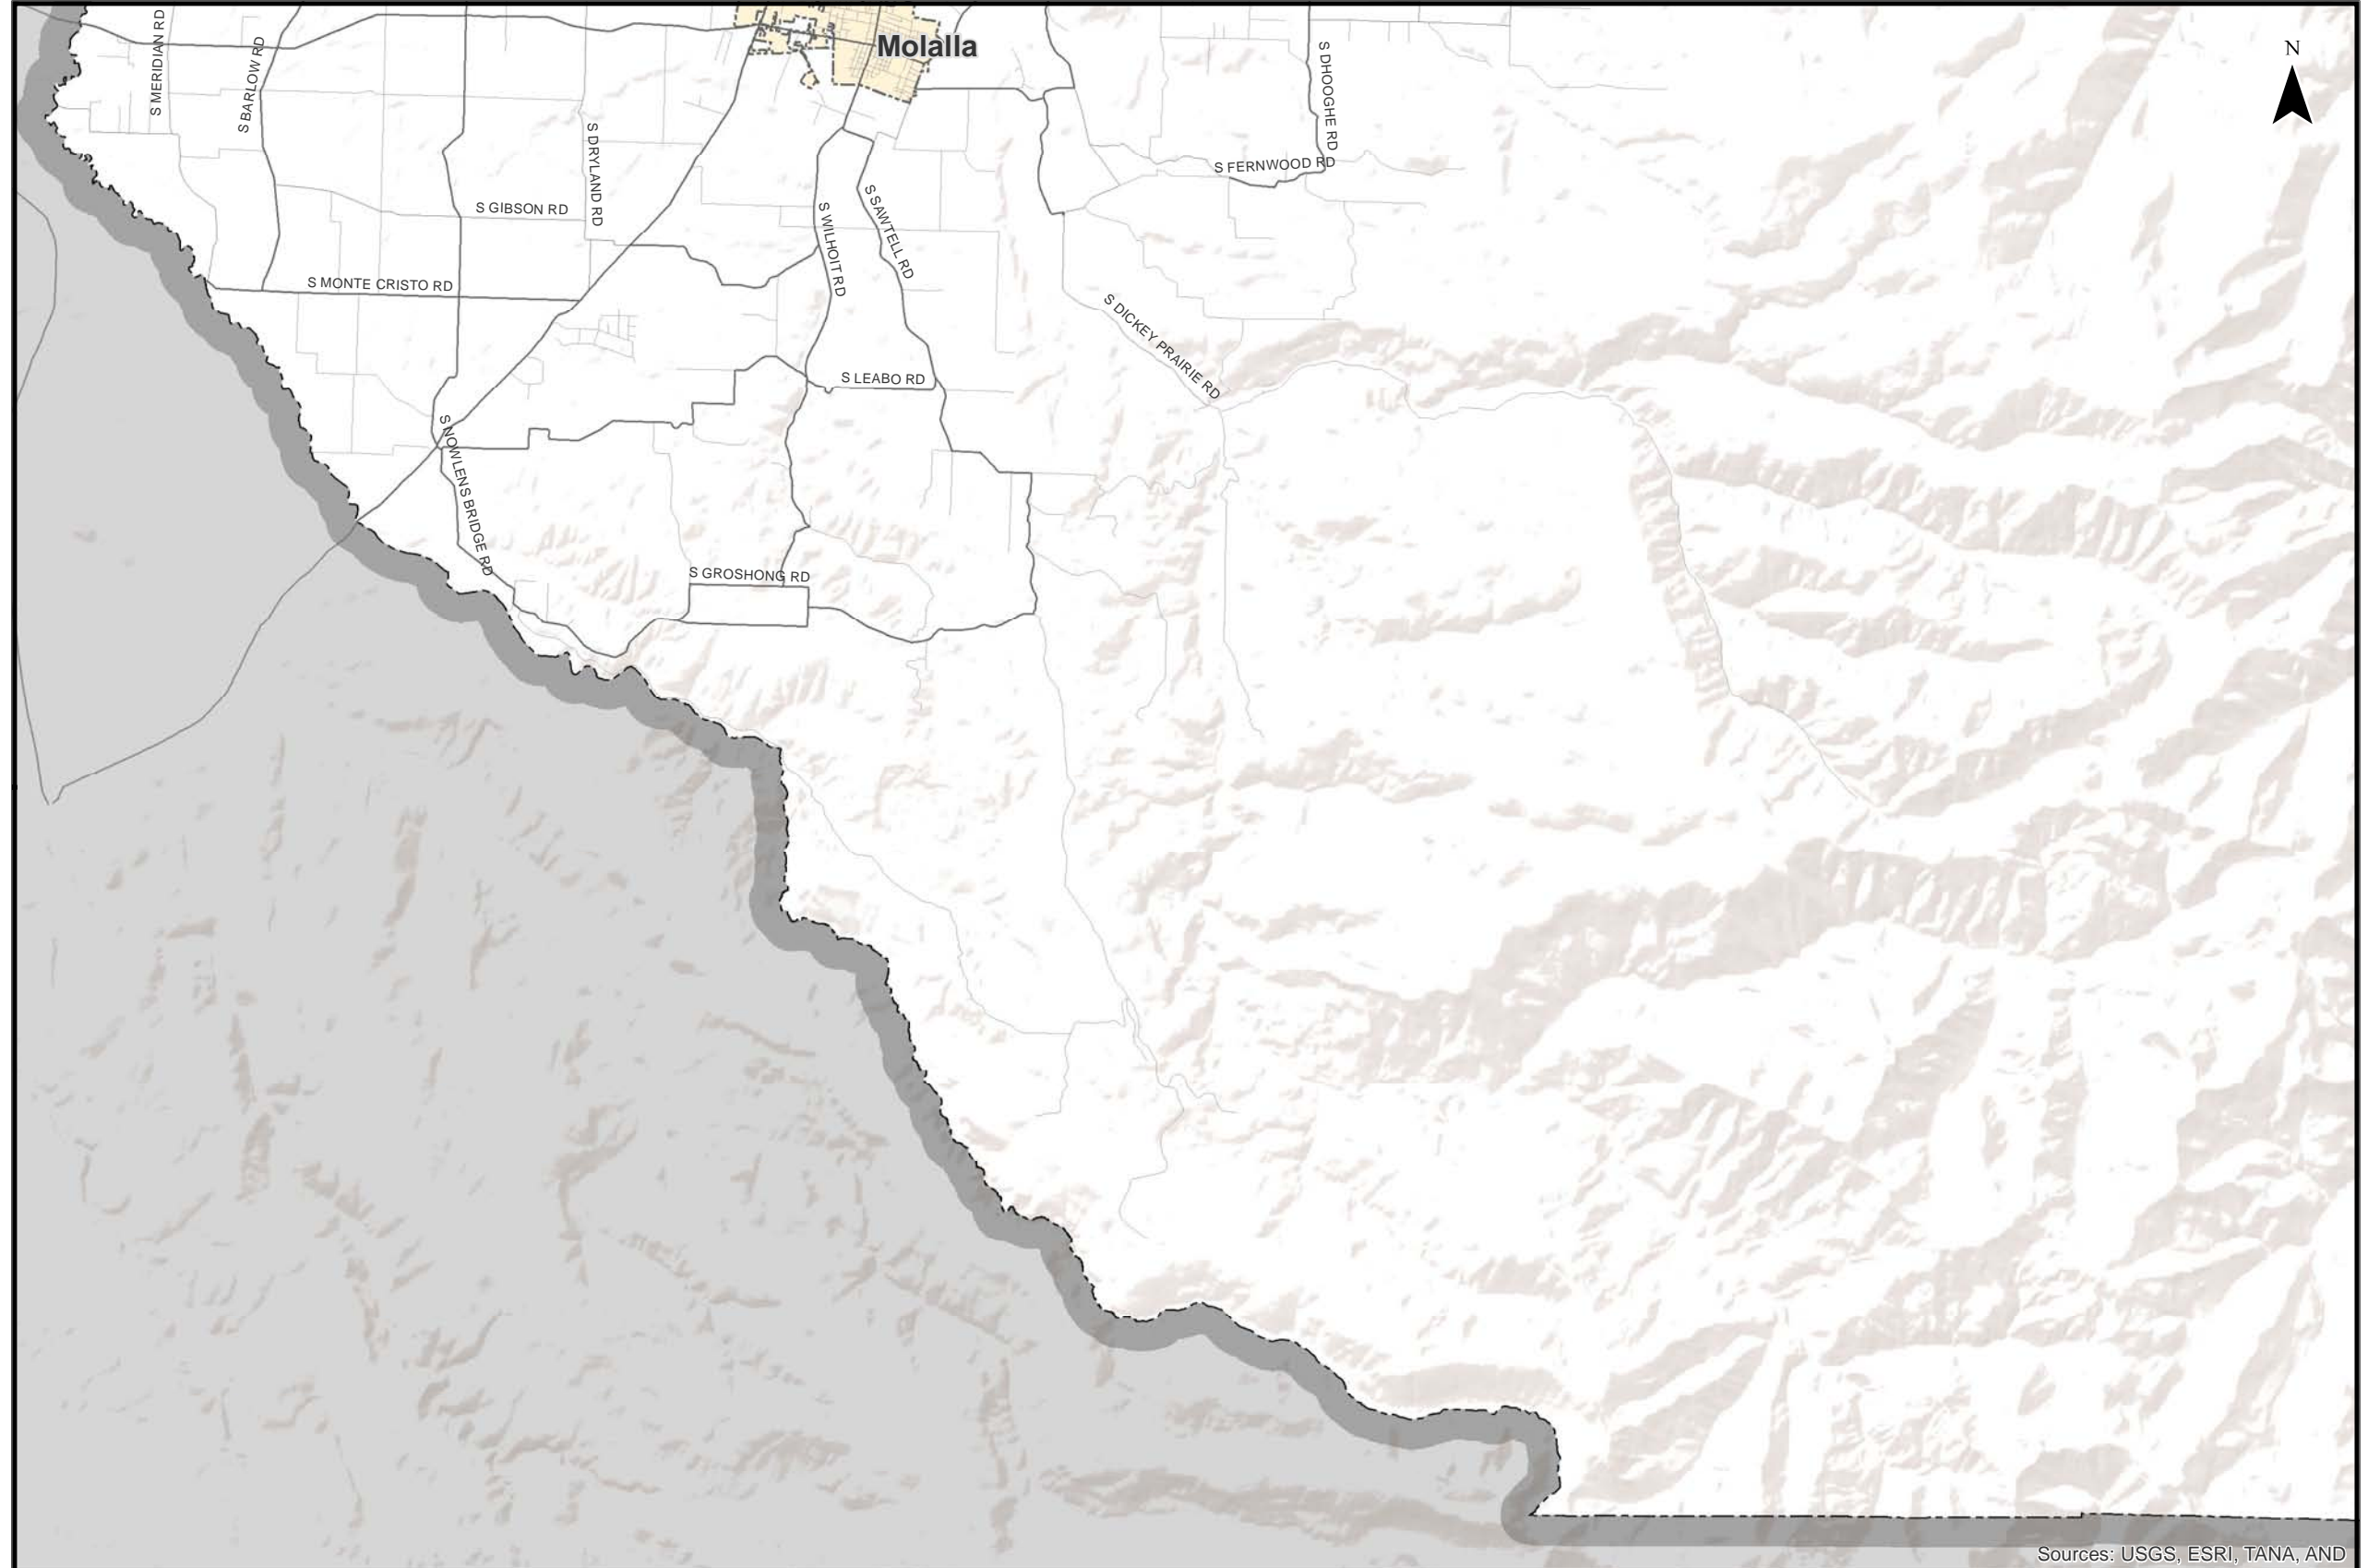 Molalla
N
S MERIDIAN RD
S BARLOW RD
S DHOOGHE RD
S DRYLAND RD
S FERNWOOD RD
S GIBSON RD
S WILHOIT RD
S SAWTELL RD
S MONTE CRISTO RD
S DICKEY PRAIRIE RD
S LEABO RD
S NOWLENS BRIDGE RD
S GROSHONG RD
Sources: USGS, ESRI, TANA, AND